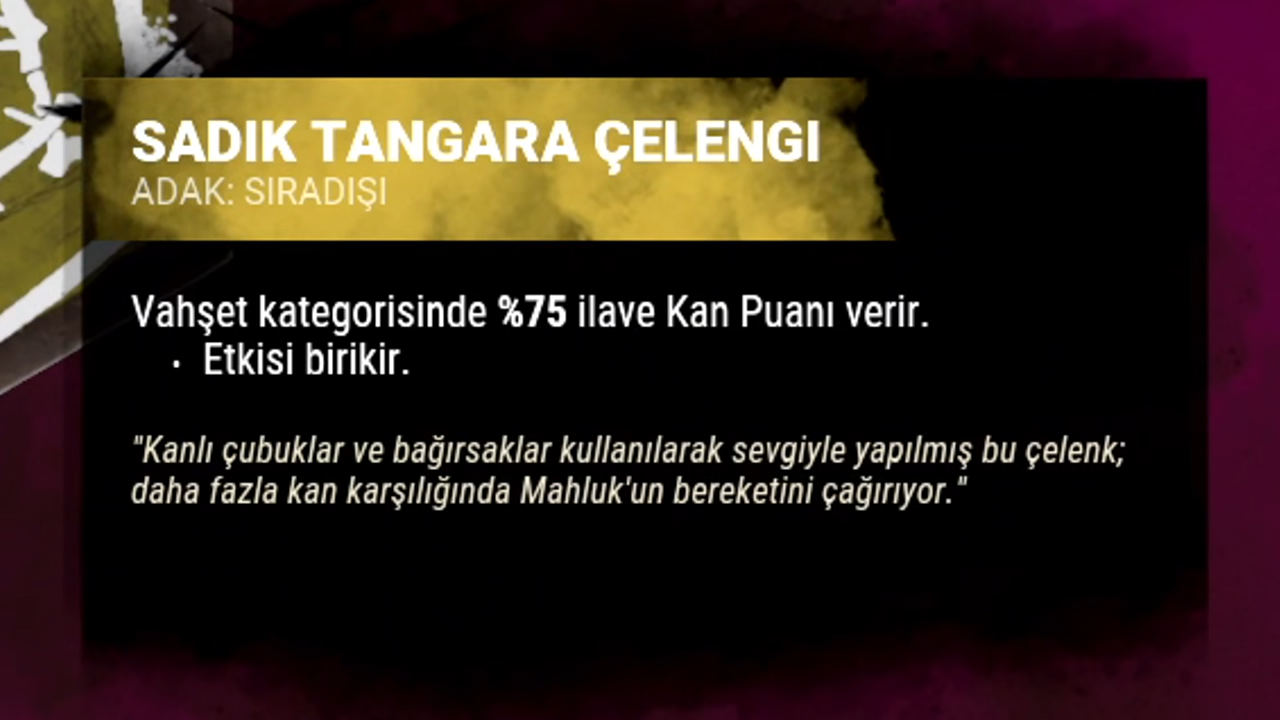 SADIK TANGARA ÇELENGI
ADAK: SIRADIŞI
Vahşet kategorisinde %75 ilave Kan Puanı verir.
· Etkisi birikir.
"Kanlı çubuklar ve bağırsaklar kullanılarak sevgiyle yapılmış bu çelenk;
daha fazla kan karşılığında Mahluk'un bereketini çağırıyor."